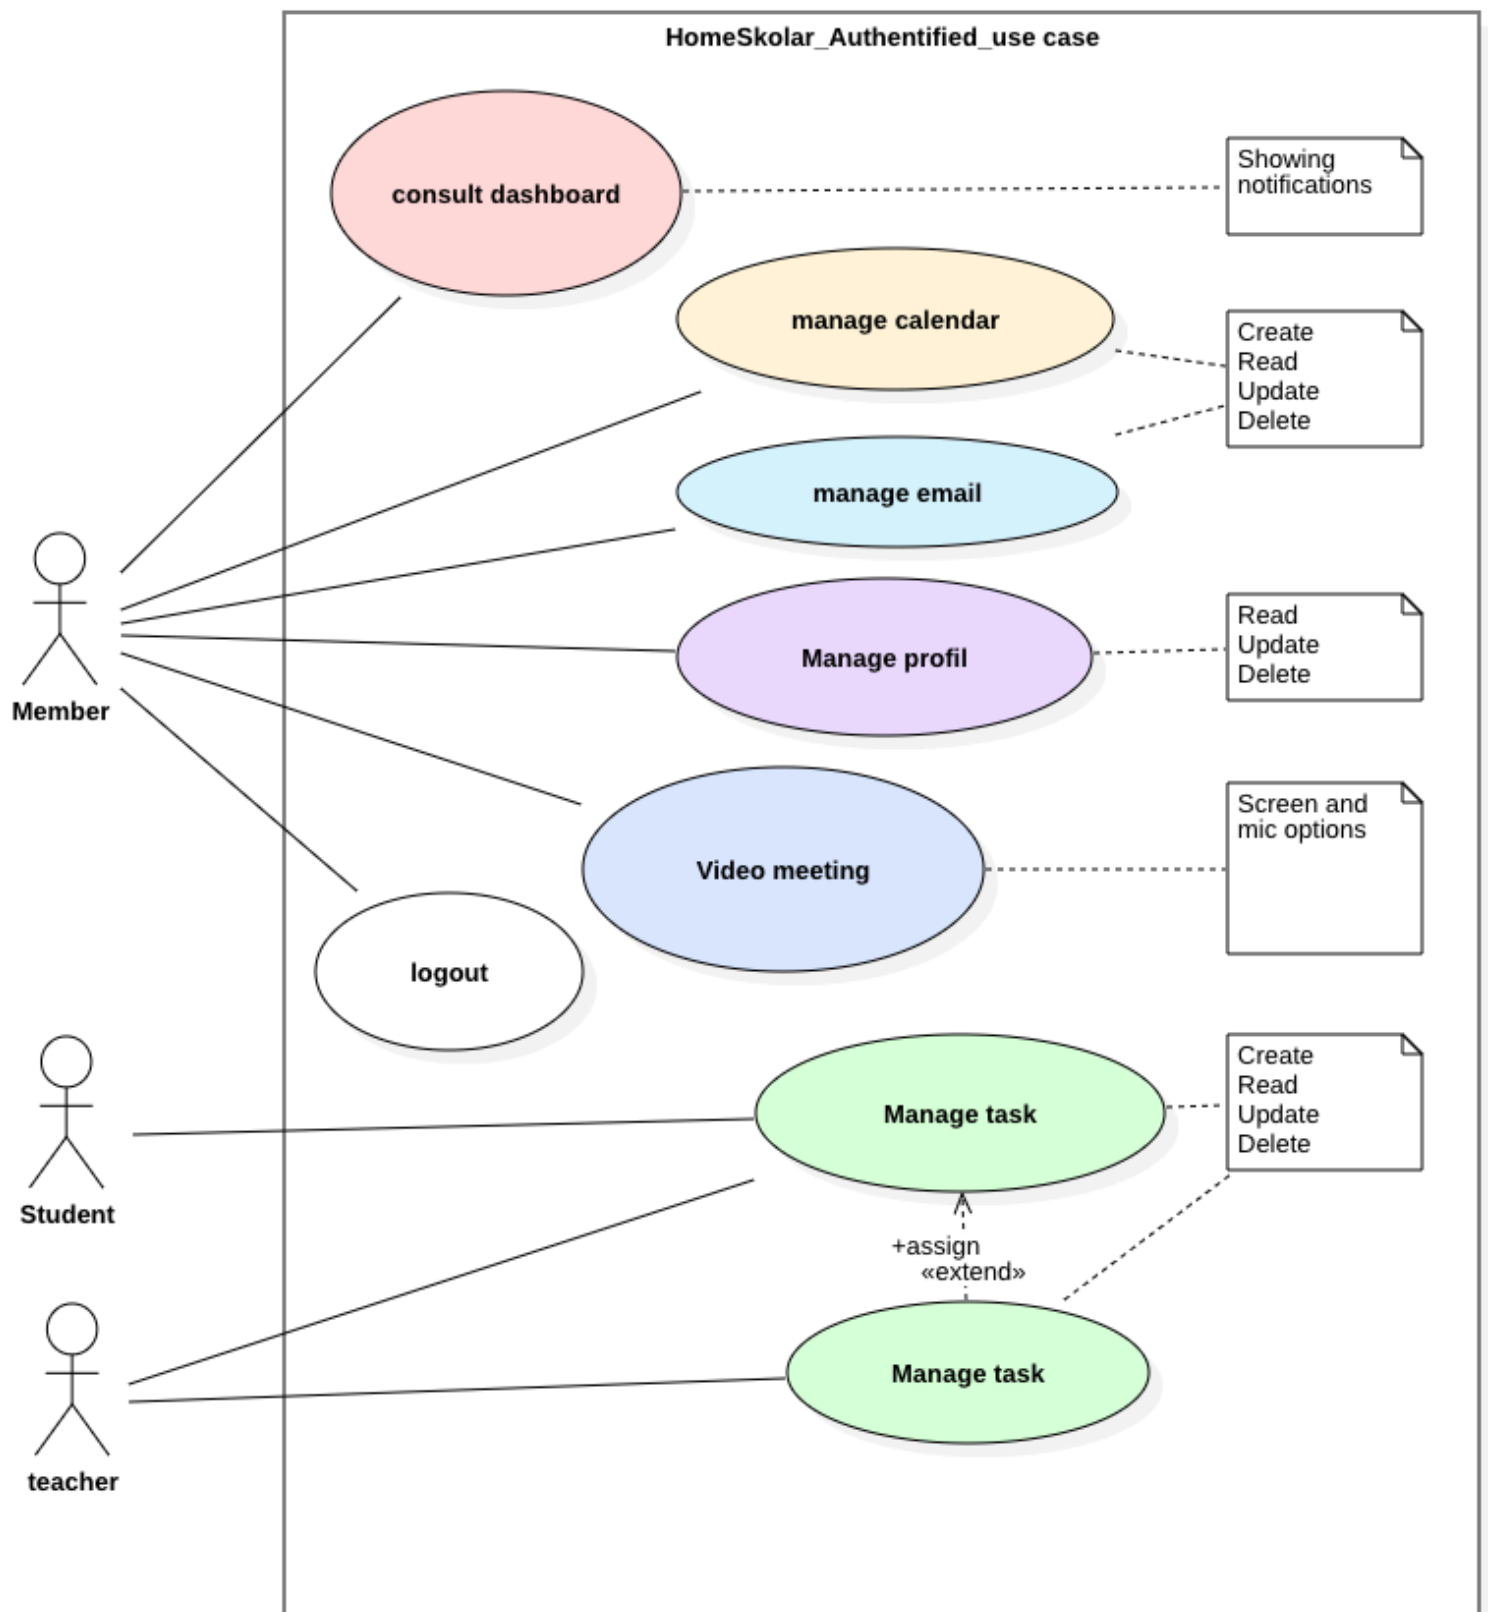 HomeSkolar_Authentified_use case
consult dashboard
Showing
notifications
manage calendar
Create
Read
Update
Delete
manage email
Member
Manage profil
Read
Update
Delete
Video meeting
Screen and
mic options
logout
Student
Manage task
Create
Read
Update
Delete
+assign
«extend»
teacher
Manage task